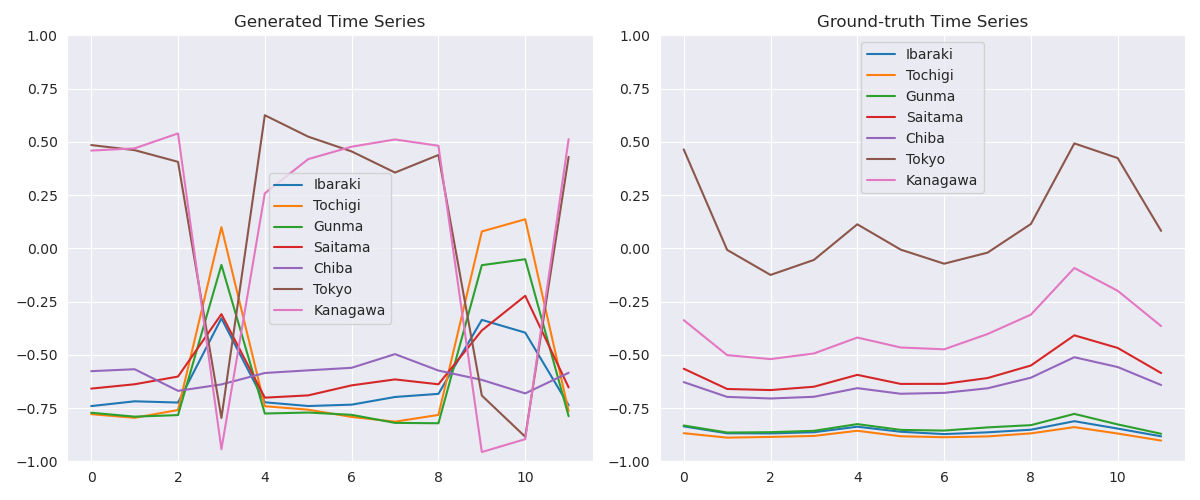 Generated Time Series
1.00
0.75
0.50
0.25
0.00
−0.25
−0.50
−0.75
−1.00
0 2 4 6 8 10
Ibaraki
Tochigi
Gunma
Saitama
Chiba
Tokyo
Kanagawa
Ground-truth Time Series
1.00
0.75
0.50
0.25
0.00
−0.25
−0.50
−0.75
−1.00
0 2 4 6 8 10
Ibaraki
Tochigi
Gunma
Saitama
Chiba
Tokyo
Kanagawa